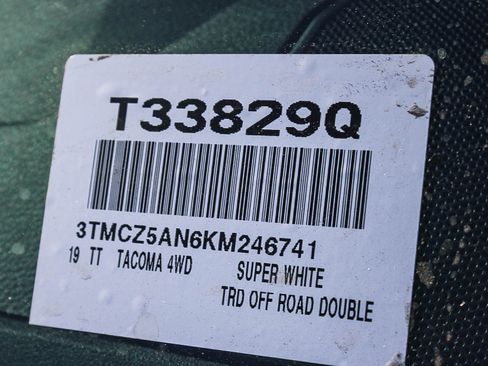 T33829Q
3TMCZ5AN6KM246741
19 TT TACOMA 4WD SUPER WHITE
TRD OFF ROAD DOUBLE